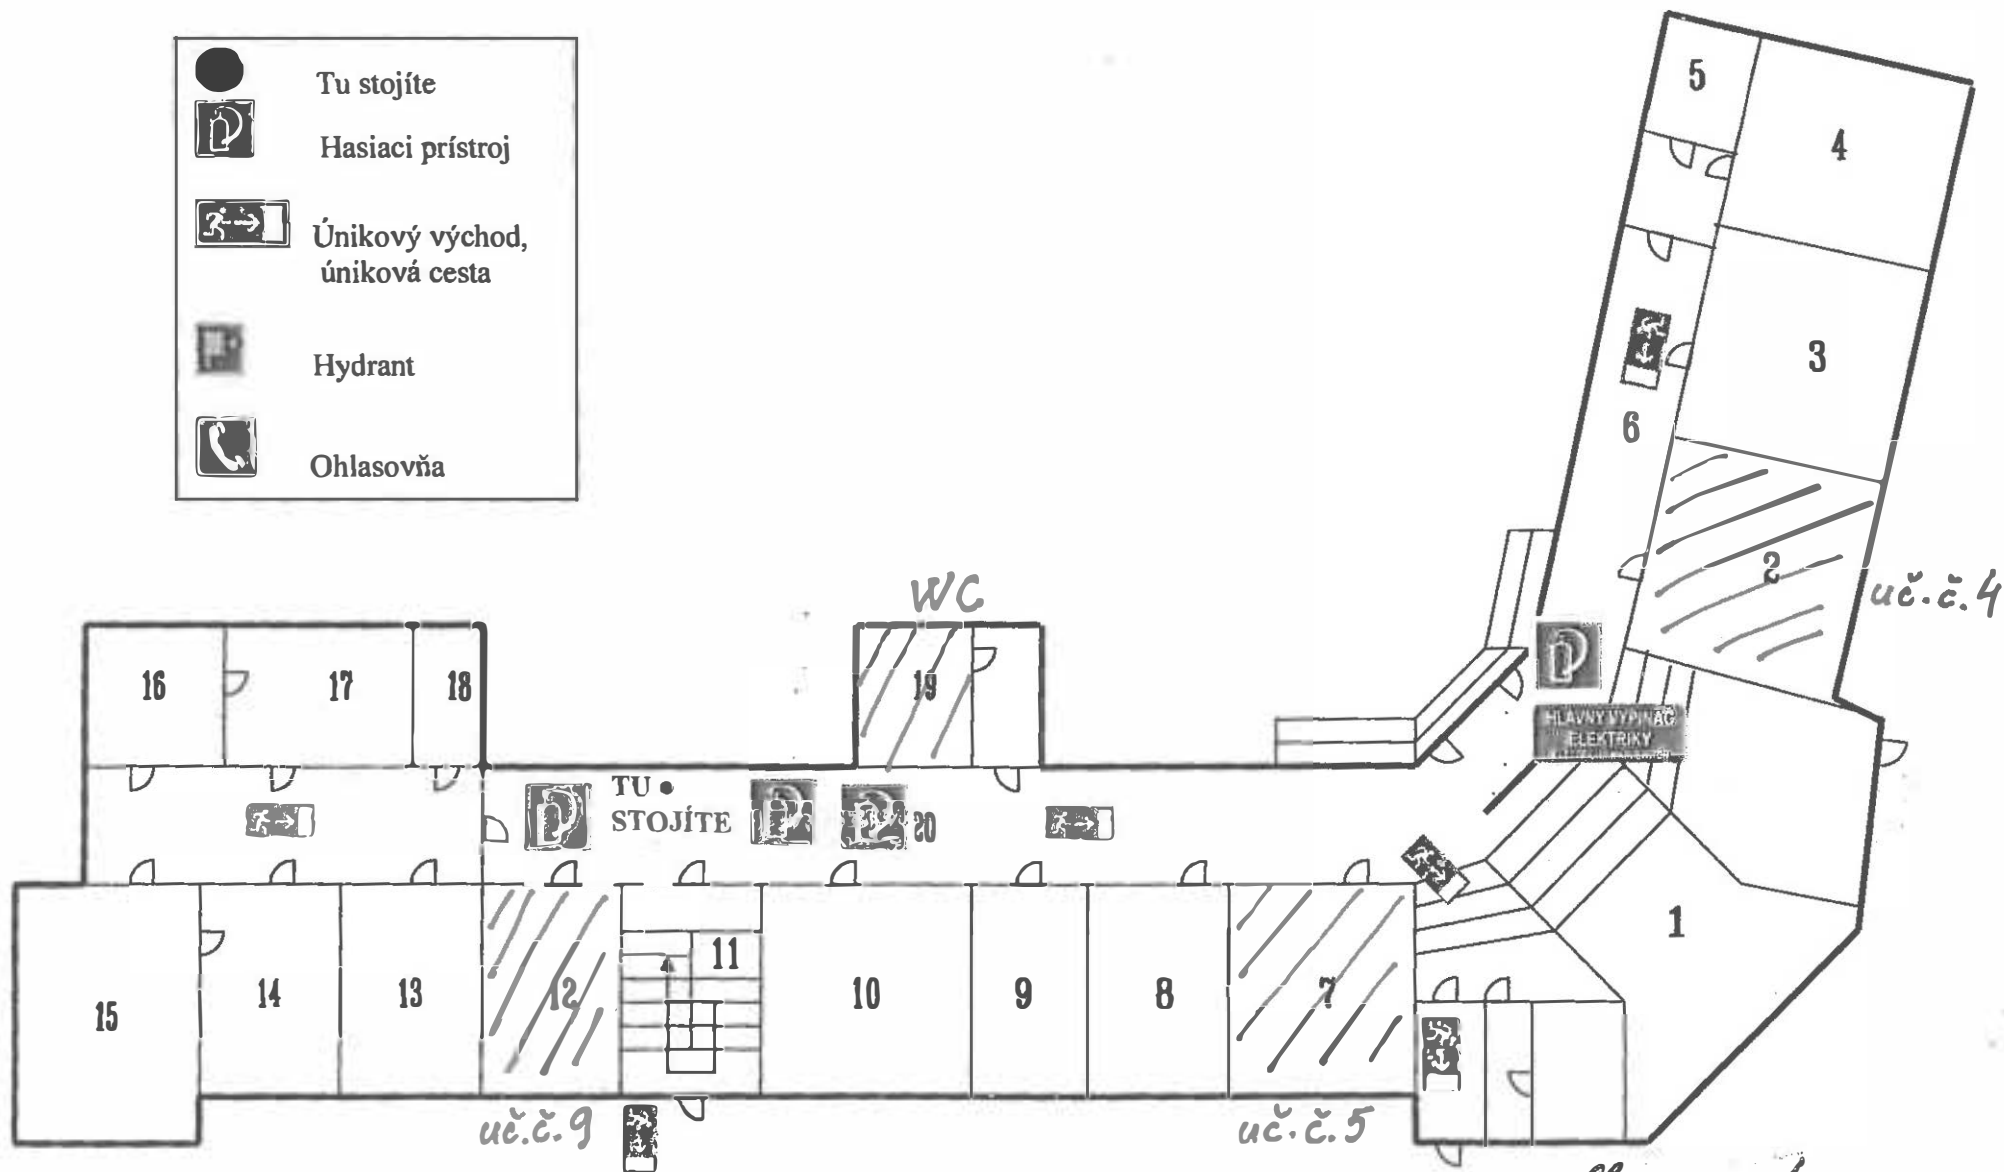 Tu stojíte
Hasiaci prístroj
Únikový východ,
úniková cesta
Hydrant
Ohlasovňa
5
4
3
6
2
uč.č.4
WC
16
17
18
19
HLAVNÝ VYPÍNAČ
ELEKTRIKY
TU
STOJÍTE
20
15
14
13
12
11
10
9
8
7
1
uč.č.9
uč.č.5